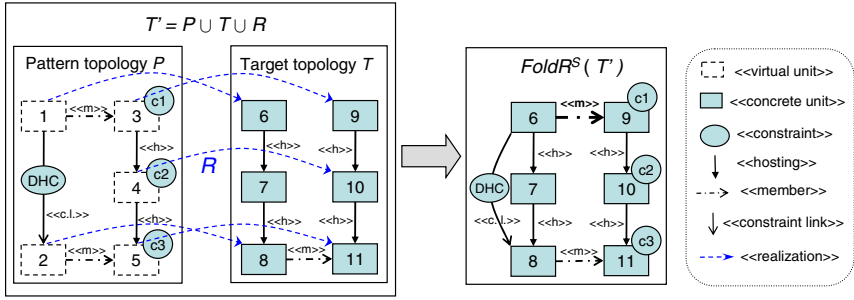 T' = P ∪ T ∪ R
Pattern topology P
Target topology T
1
<<m>>
3
c1
6
9
<<h>>
<<h>>
<<h>>
DHC
4
c2
R
7
10
<<c.l.>>
<<h>>
<<h>>
<<h>>
2
<<m>>
5
c3
8
<<m>>
11
FoldR^S( T' )
<<m>>
6
9
c1
<<h>>
<<h>>
DHC
7
10
c2
<<c.l.>>
<<h>>
<<h>>
8
<<m>>
11
c3
<<virtual unit>>
<<concrete unit>>
<<constraint>>
<<hosting>>
<<member>>
<<constraint link>>
<<realization>>